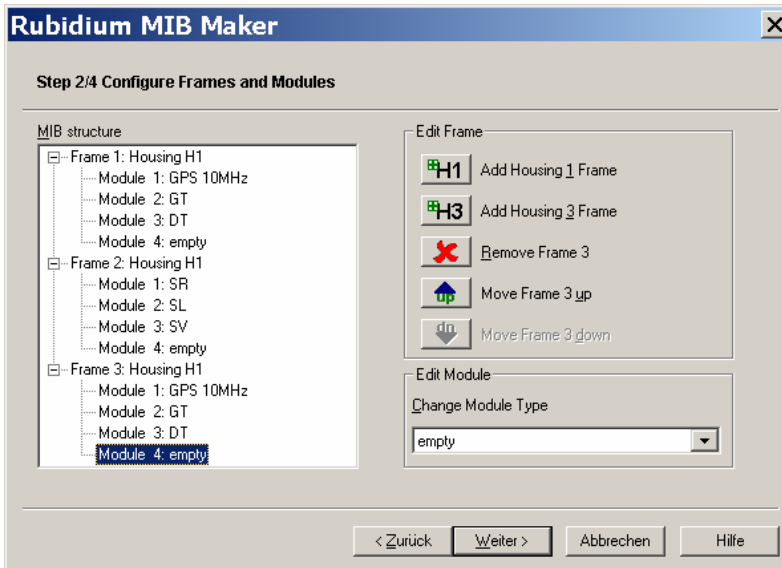 Rubidium MIB Maker
Step 2/4 Configure Frames and Modules
MIB structure
Frame 1: Housing H1
Module 1: GPS 10MHz
Module 2: GT
Module 3: DT
Module 4: empty
Frame 2: Housing H1
Module 1: SR
Module 2: SL
Module 3: SV
Module 4: empty
Frame 3: Housing H1
Module 1: GPS 10MHz
Module 2: GT
Module 3: DT
Module 4: empty
Edit Frame
H1 Add Housing 1 Frame
H3 Add Housing 3 Frame
Remove Frame 3
up Move Frame 3 up
dn Move Frame 3 down
Edit Module
Change Module Type
empty
< Zurück Weiter > Abbrechen Hilfe